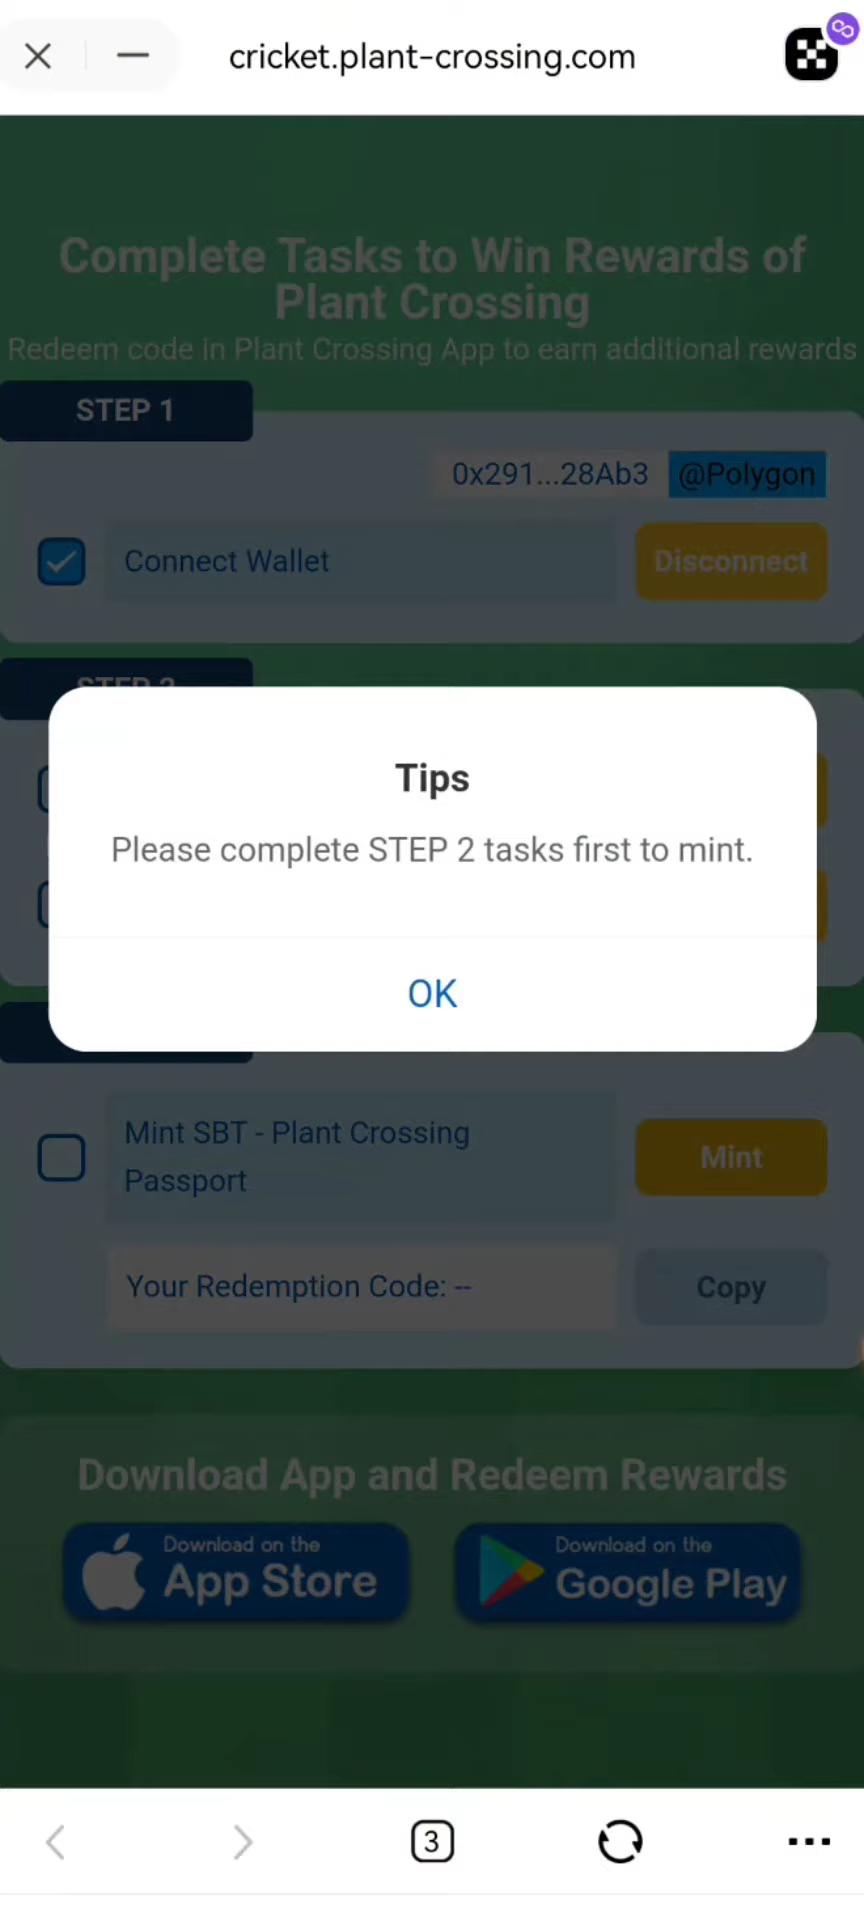 cricket.plant-crossing.com
Complete Tasks to Win Rewards of
Plant Crossing
Redeem code in Plant Crossing App to earn additional rewards
STEP 1
0x291...28Ab3 @Polygon
Connect Wallet
Disconnect
STEP 2
Tips
Please complete STEP 2 tasks first to mint.
OK
Mint SBT - Plant Crossing
Passport
Mint
Your Redemption Code: --
Copy
Download App and Redeem Rewards
Download on the
App Store
Download on the
Google Play
3